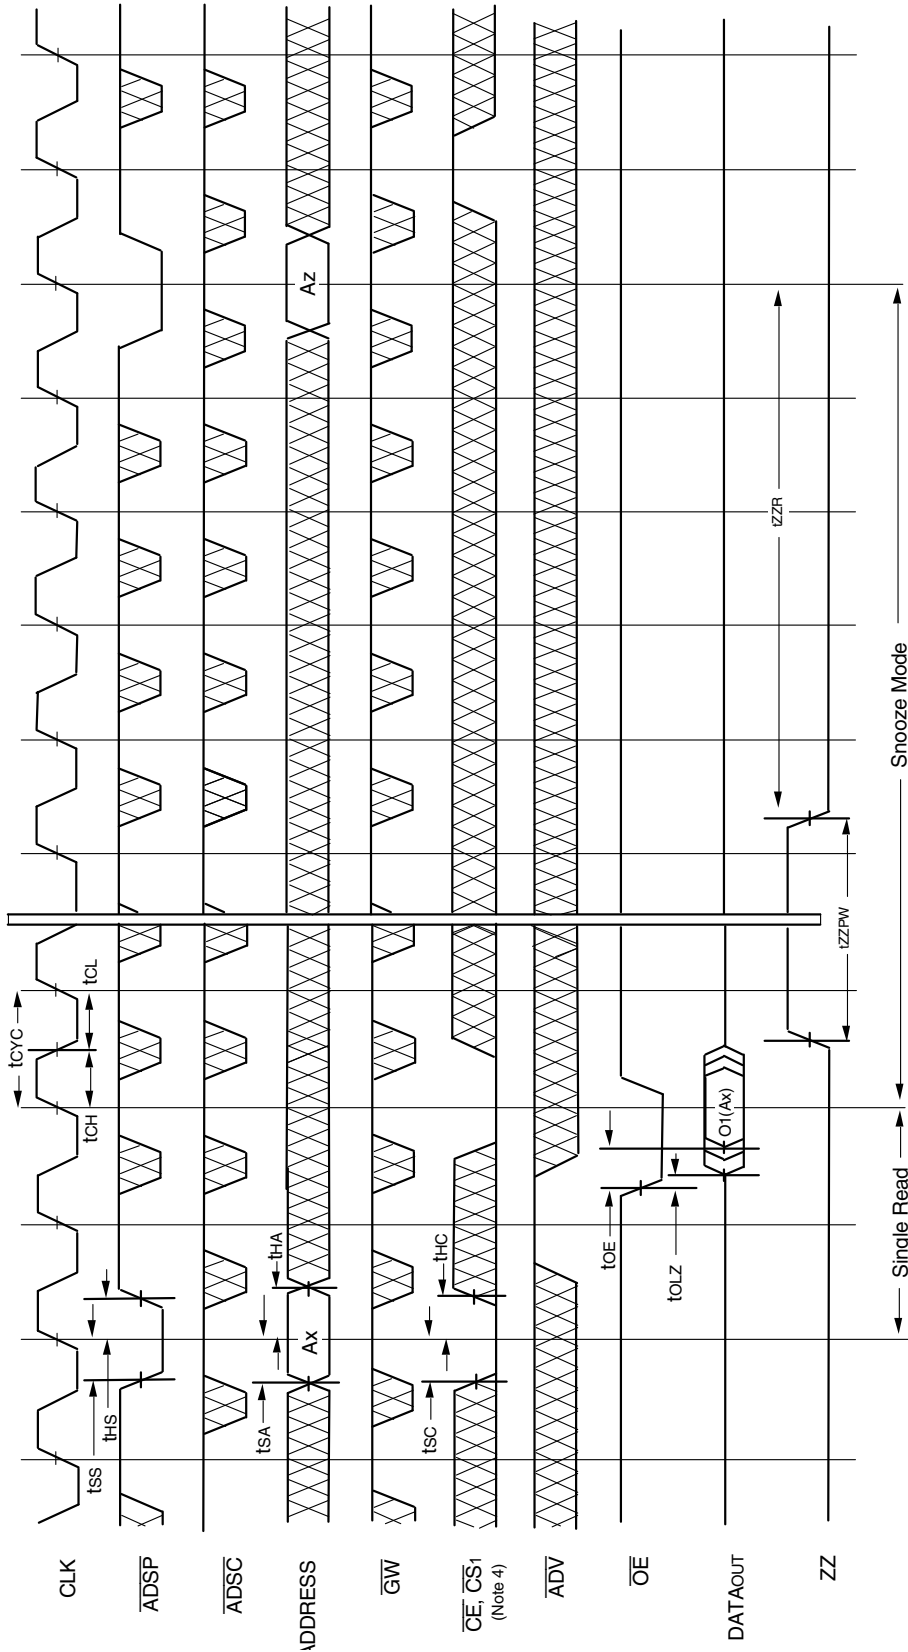 CLK
tCYC
tCH
tCL
tSS
tHS
ADSP
ADSC
ADDRESS
Ax
Az
tSA
tHA
GW
CE, CS1
(Note 4)
tSC
tHC
ADV
OE
tOE
tOLZ
DATAOUT
O1(Ax)
ZZ
tZZPW
tZZR
Single Read
Snooze Mode